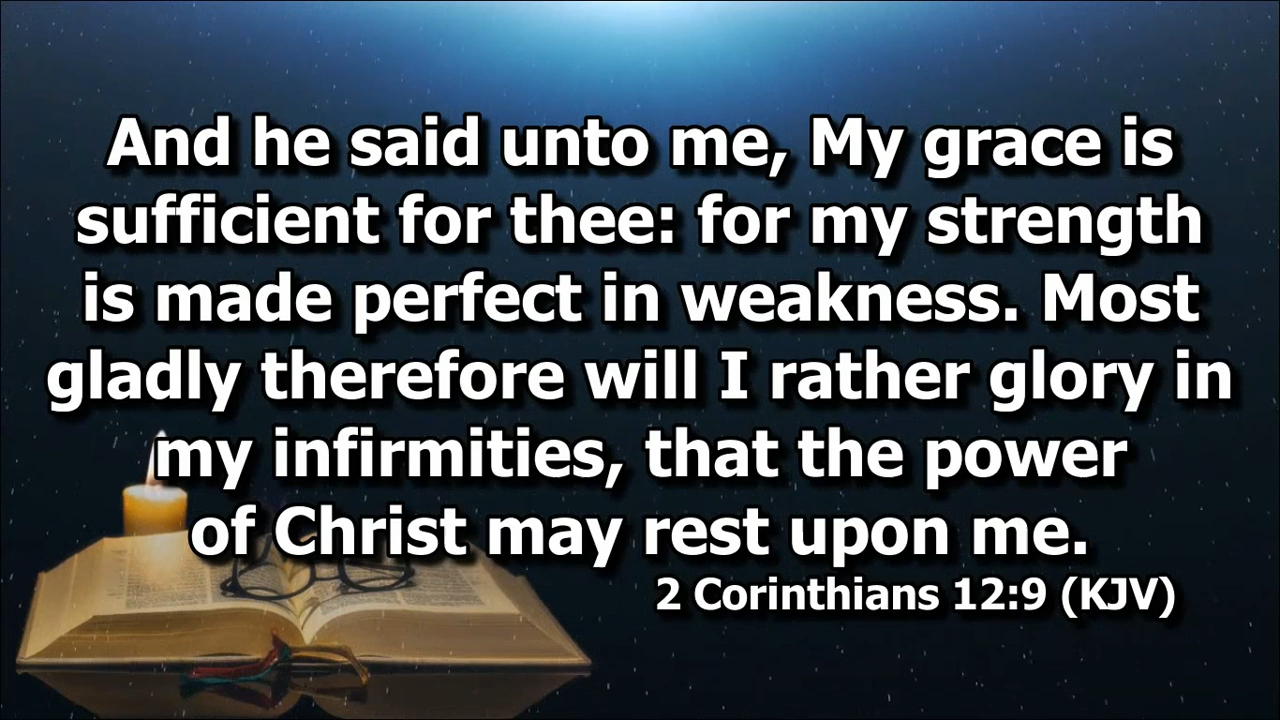 And he said unto me, My grace is
sufficient for thee: for my strength
is made perfect in weakness. Most
gladly therefore will I rather glory in
my infirmities, that the power
of Christ may rest upon me.
2 Corinthians 12:9 (KJV)